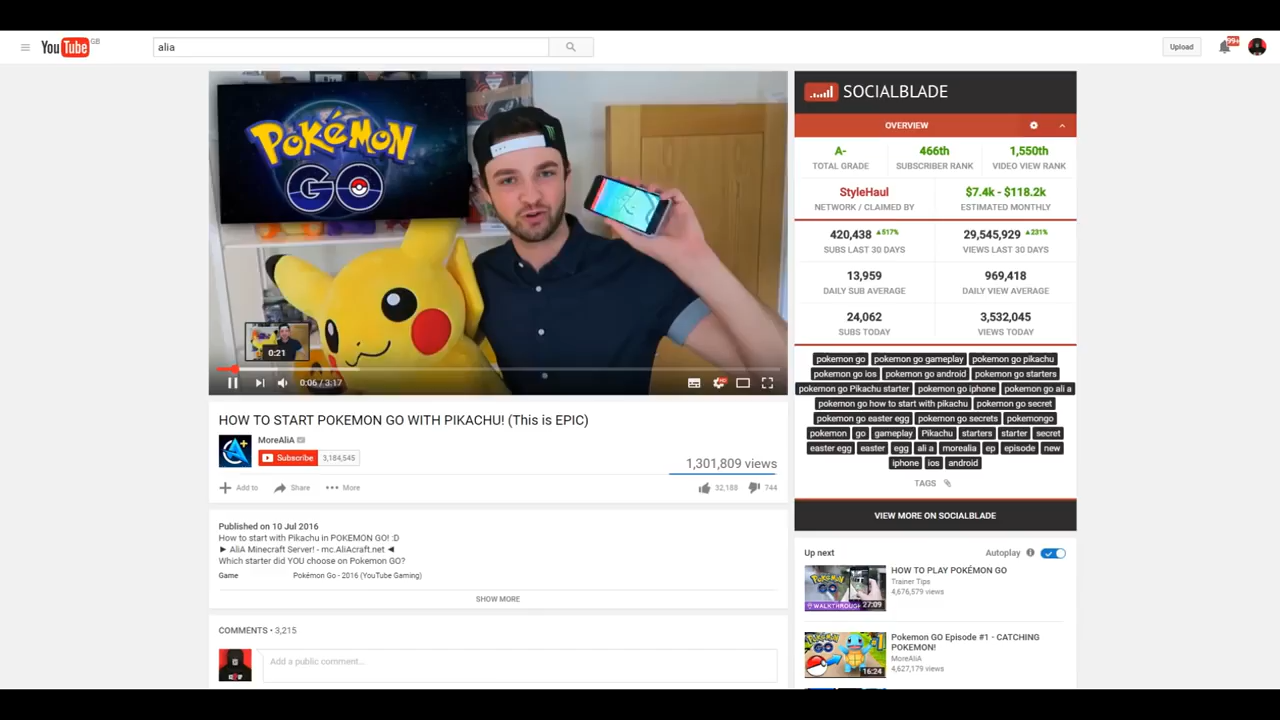 YouTube GB
alia
Upload
99+
POKÉMON
GO
0:21
0:06 / 3:17
HOW TO START POKEMON GO WITH PIKACHU! (This is EPIC)
MoreAliA
Subscribe 3,184,545
1,301,809 views
Add to Share More
32,188 744
Published on 10 Jul 2016
How to start with Pikachu in POKEMON GO! :D
► AliA Minecraft Server! - mc.AliAcraft.net ◄
Which starter did YOU choose on Pokemon GO?
Game Pokémon Go - 2016 (YouTube Gaming)
SHOW MORE
COMMENTS • 3,215
Add a public comment...
SOCIALBLADE
OVERVIEW
A- 466th 1,550th
TOTAL GRADE SUBSCRIBER RANK VIDEO VIEW RANK
StyleHaul $7.4k - $118.2k
NETWORK / CLAIMED BY ESTIMATED MONTHLY
420,438 ▲517% 29,545,929 ▲231%
SUBS LAST 30 DAYS VIEWS LAST 30 DAYS
13,959 969,418
DAILY SUB AVERAGE DAILY VIEW AVERAGE
24,062 3,532,045
SUBS TODAY VIEWS TODAY
pokemon go pokemon go gameplay pokemon go pikachu
pokemon go ios pokemon go android pokemon go starters
pokemon go Pikachu starter pokemon go iphone pokemon go ali a
pokemon go how to start with pikachu pokemon go secret
pokemon go easter egg pokemon go secrets pokemongo
pokemon go gameplay Pikachu starters starter secret
easter egg easter egg ali a morealia ep episode new
iphone ios android
TAGS
VIEW MORE ON SOCIALBLADE
Up next Autoplay
HOW TO PLAY POKÉMON GO
Trainer Tips
4,676,579 views
POKÉMON GO
WALKTHROUGH
27:09
Pokemon GO Episode #1 - CATCHING
POKEMON!
MoreAliA
4,627,179 views
GO
#1
16:24